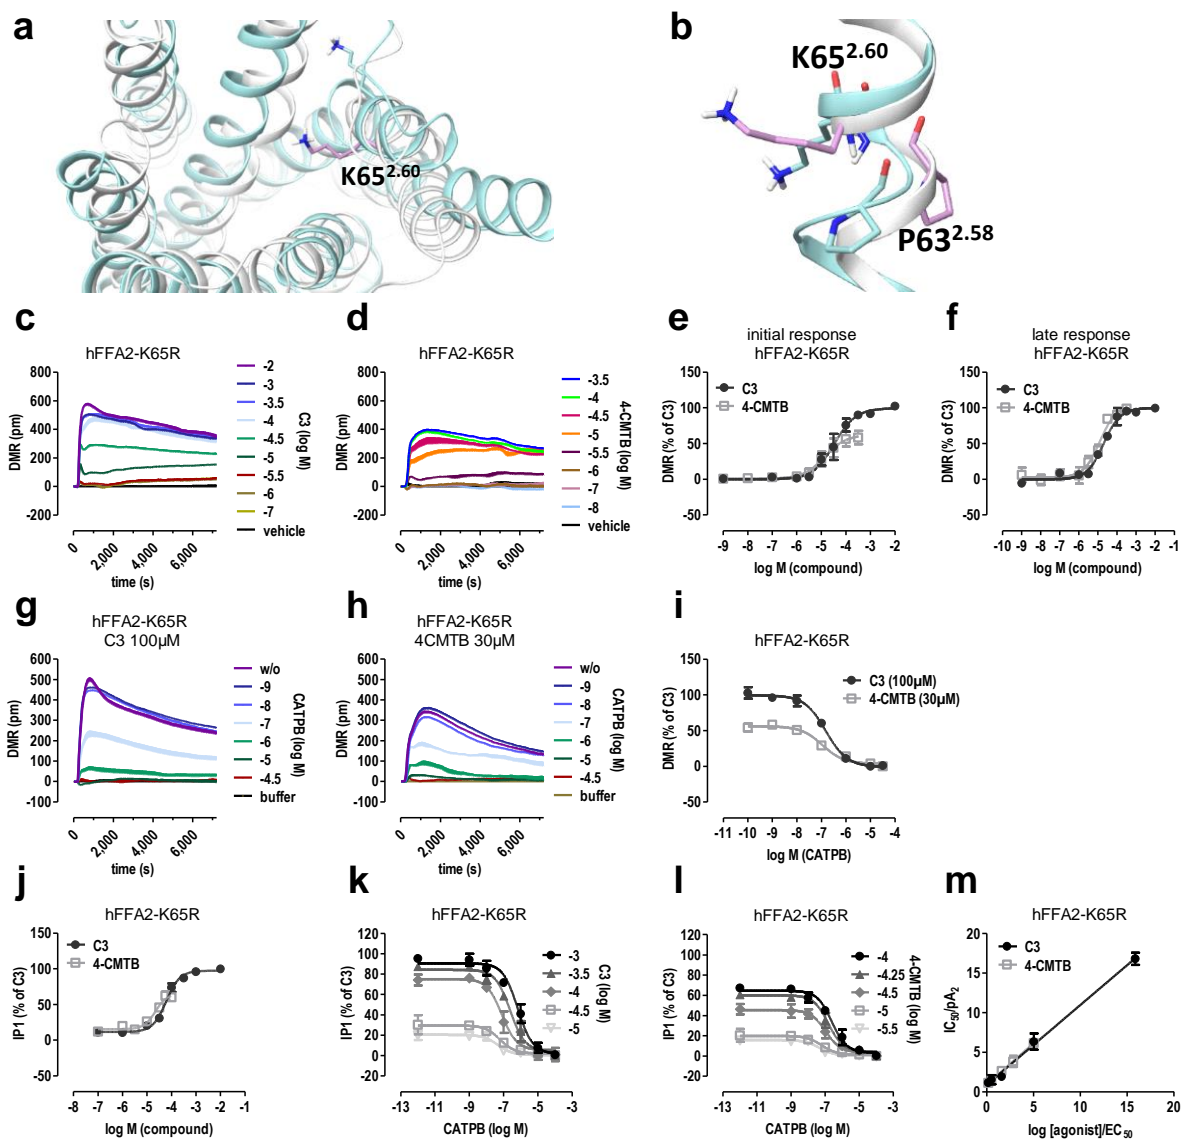 a
K65^2.60
b
K65^2.60
P63^2.58
c
hFFA2-K65R
800
600
400
200
0
-200
DMR (pm)
0
2,000
4,000
6,000
time (s)
-2
-3
-3.5
-4
-4.5
-5
-5.5
-6
-7
vehicle
C3 (log M)
d
hFFA2-K65R
800
600
400
200
0
-200
DMR (pm)
0
2,000
4,000
6,000
time (s)
-3.5
-4
-4.5
-5
-5.5
-6
-7
-8
vehicle
4-CMTB (log M)
e
initial response
hFFA2-K65R
150
100
50
0
-50
DMR (% of C3)
C3
4-CMTB
-9 -8 -7 -6 -5 -4 -3 -2
log M (compound)
f
late response
hFFA2-K65R
150
100
50
0
-50
DMR (% of C3)
C3
4-CMTB
-10 -9 -8 -7 -6 -5 -4 -3 -2 -1
log M (compound)
g
hFFA2-K65R
C3 100µM
600
500
400
300
200
100
0
-100
DMR (pm)
0
2,000
4,000
6,000
time (s)
w/o
-9
-8
-7
-6
-5
-4.5
buffer
CATPB (log M)
h
hFFA2-K65R
4CMTB 30µM
600
500
400
300
200
100
0
-100
DMR (pm)
0
2,000
4,000
6,000
time (s)
w/o
-9
-8
-7
-6
-5
-4.5
buffer
CATPB (log M)
i
hFFA2-K65R
150
100
50
0
-50
DMR (% of C3)
C3 (100µM)
4-CMTB (30µM)
-11 -10 -9 -8 -7 -6 -5 -4
log M (CATPB)
j
hFFA2-K65R
150
100
50
0
-50
IP1 (% of C3)
C3
4-CMTB
-8 -7 -6 -5 -4 -3 -2 -1
log M (compound)
k
hFFA2-K65R
120
100
80
60
40
20
0
-20
IP1 (% of C3)
-3
-3.5
-4
-4.5
-5
C3 (log M)
-13 -11 -9 -7 -5 -3
CATPB (log M)
l
hFFA2-K65R
120
100
80
60
40
20
0
-20
IP1 (% of C3)
-4
-4.25
-4.5
-5
-5.5
4-CMTB (log M)
-13 -11 -9 -7 -5 -3
CATPB (log M)
m
hFFA2-K65R
20
15
10
5
0
IC50/pA2
C3
4-CMTB
0 5 10 15 20
log [agonist]/EC50